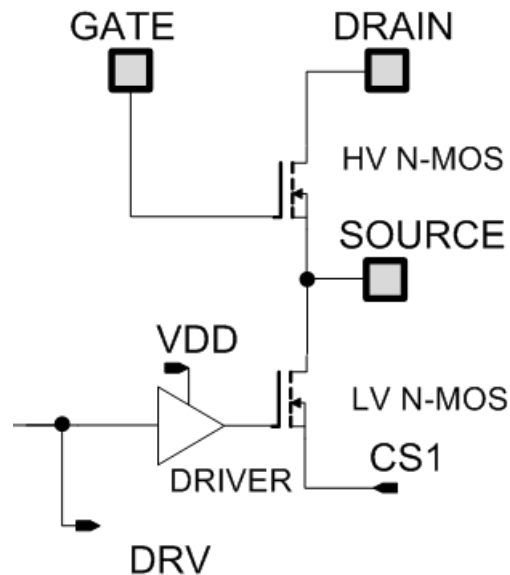 GATE
DRAIN
HV N-MOS
SOURCE
VDD
LV N-MOS
CS1
DRIVER
DRV